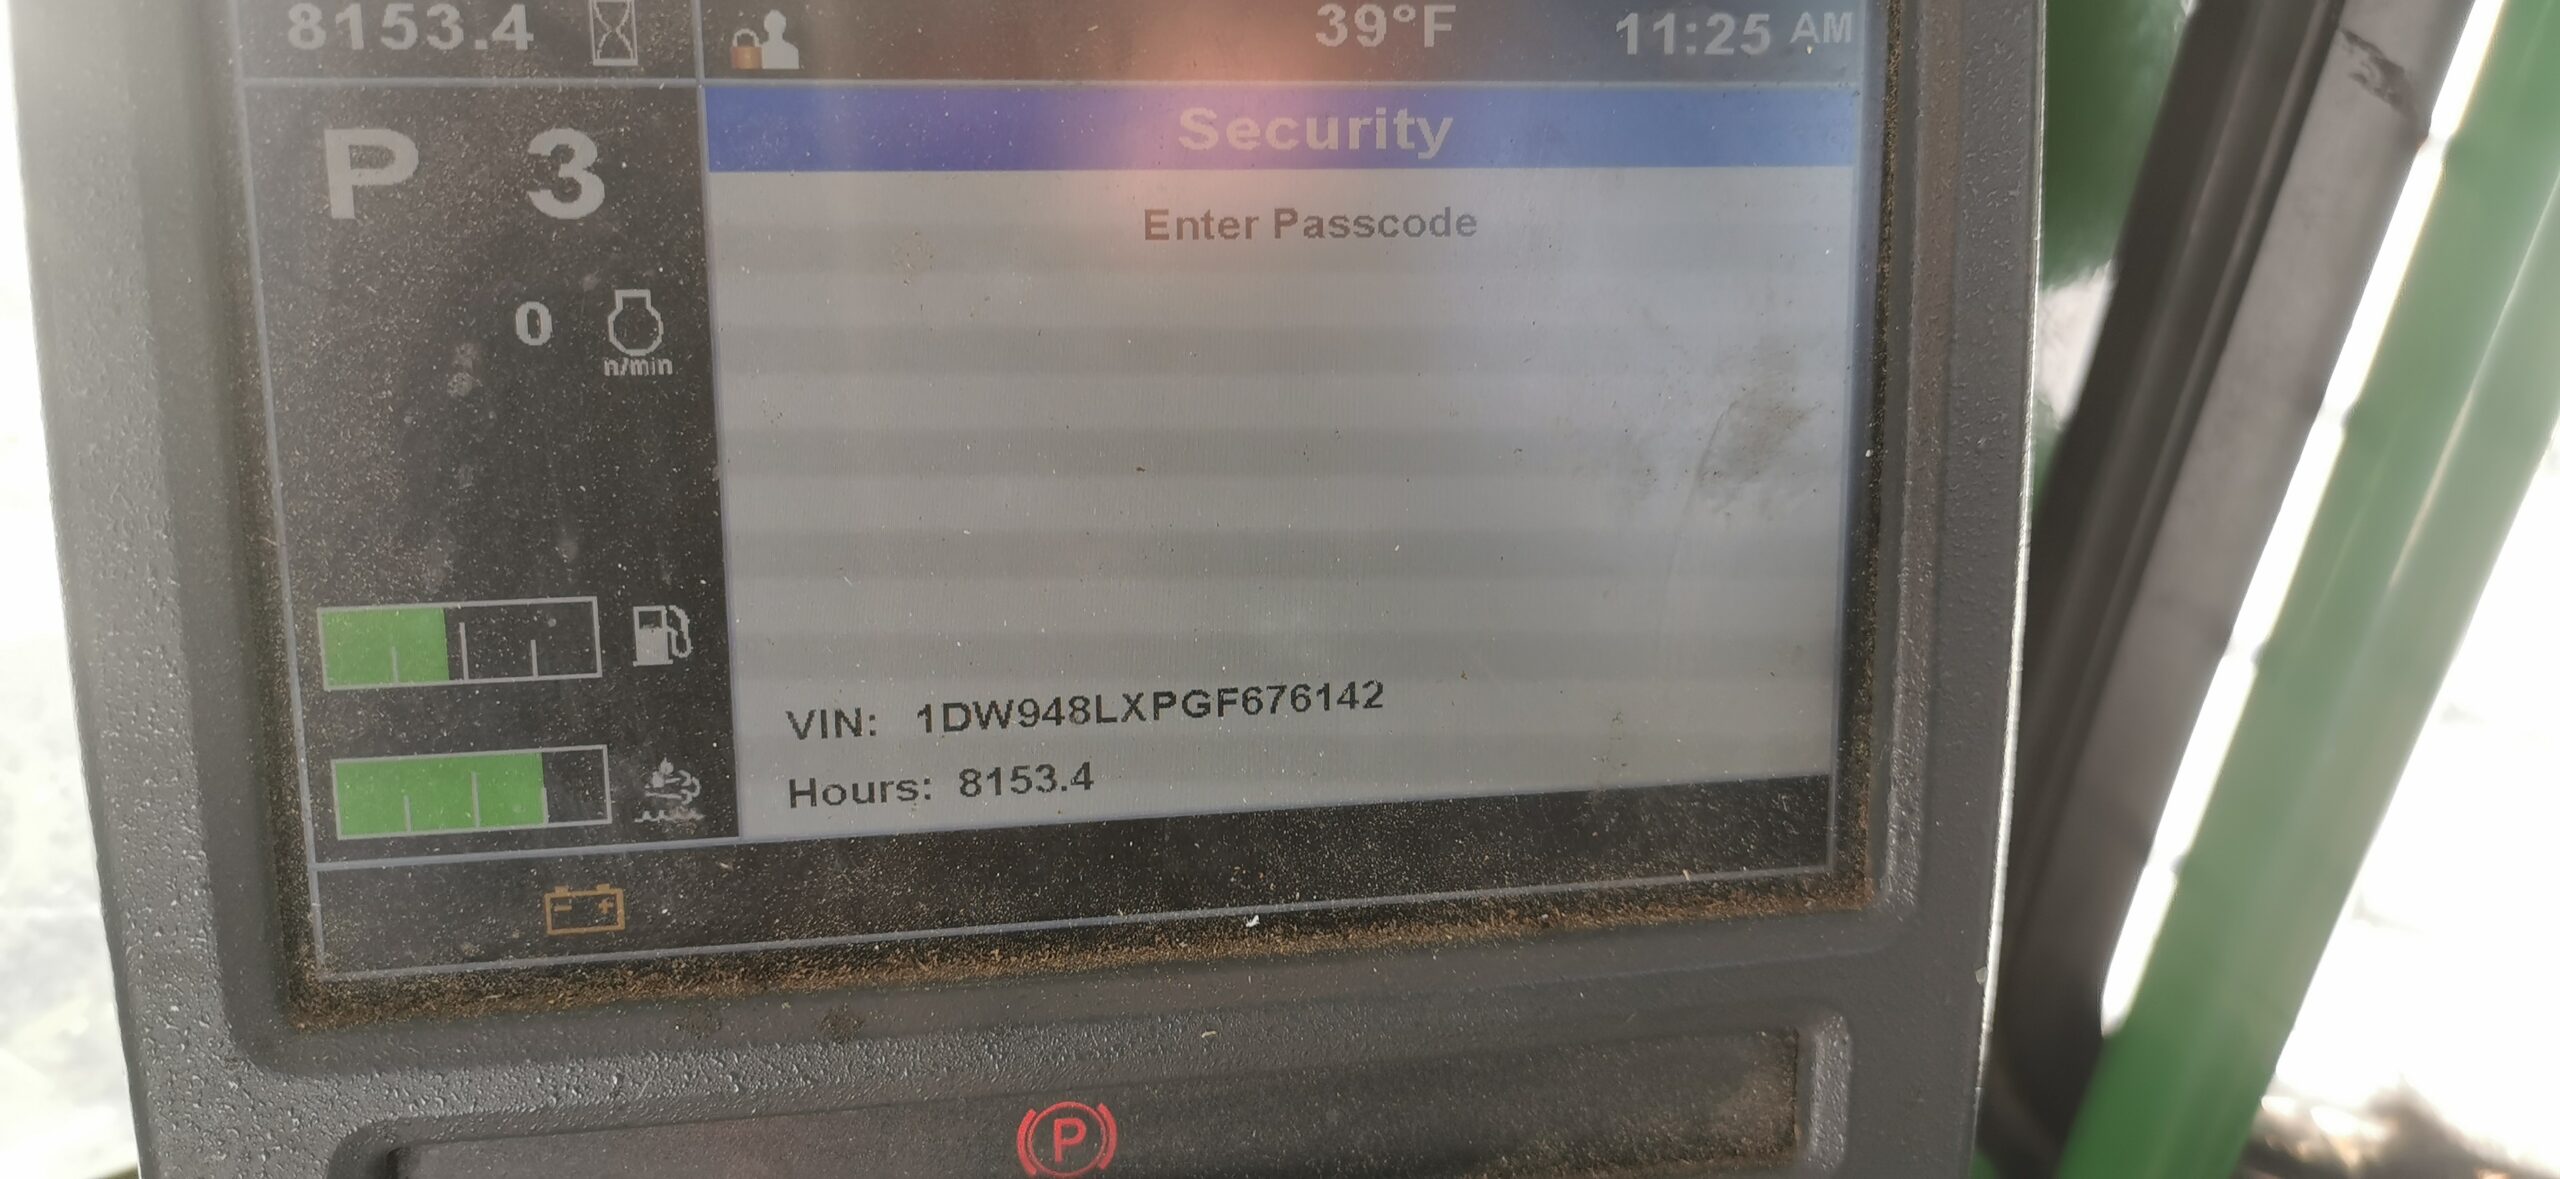 8153.4 39°F 11:25 AM
Security
P 3
Enter Passcode
0
n/min
VIN: 1DW948LXPGF676142
Hours: 8153.4
P